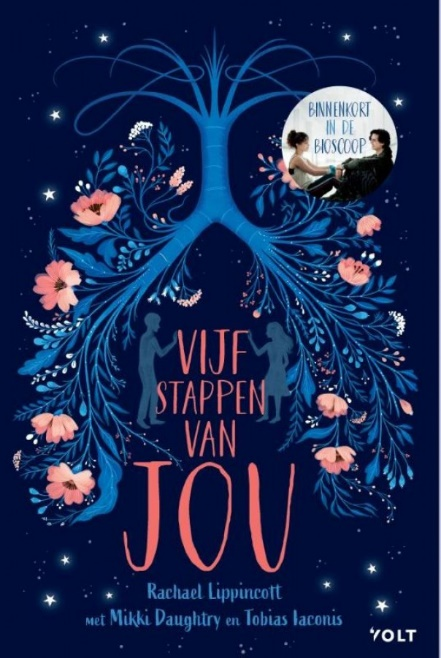 BINNENKORT
IN DE
BIOSCOOP
VIJF
STAPPEN
VAN
JOU
Rachael Lippincott
met Mikki Daughtry en Tobias Iaconis
VOLT